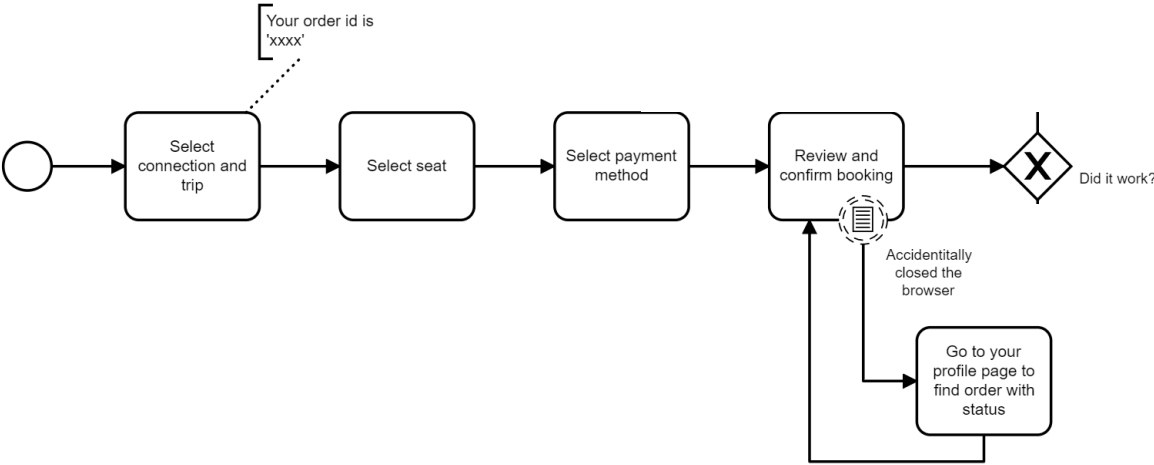 Your order id is
'xxxx'
Select
connection and
trip
Select seat
Select payment
method
Review and
confirm booking
X
Did it work?
Accidentitally
closed the
browser
Go to your
profile page to
find order with
status